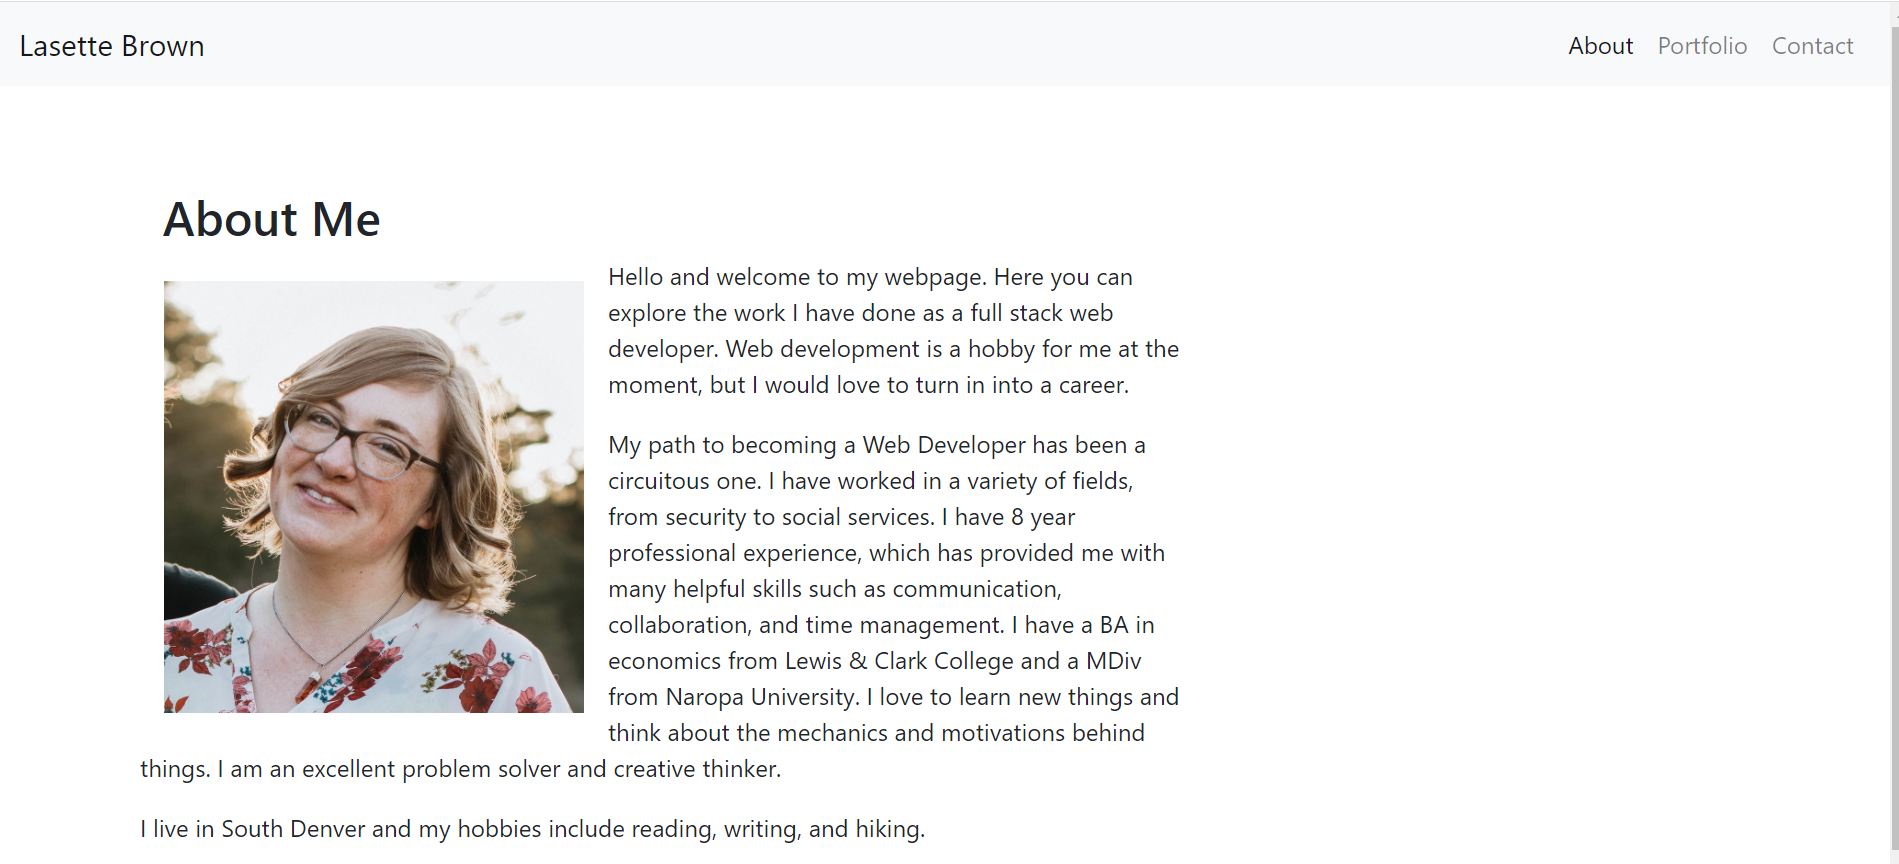 Lasette Brown
About Portfolio Contact
About Me
Hello and welcome to my webpage. Here you can
explore the work I have done as a full stack web
developer. Web development is a hobby for me at the
moment, but I would love to turn in into a career.
My path to becoming a Web Developer has been a
circuitous one. I have worked in a variety of fields,
from security to social services. I have 8 year
professional experience, which has provided me with
many helpful skills such as communication,
collaboration, and time management. I have a BA in
economics from Lewis & Clark College and a MDiv
from Naropa University. I love to learn new things and
think about the mechanics and motivations behind
things. I am an excellent problem solver and creative thinker.
I live in South Denver and my hobbies include reading, writing, and hiking.